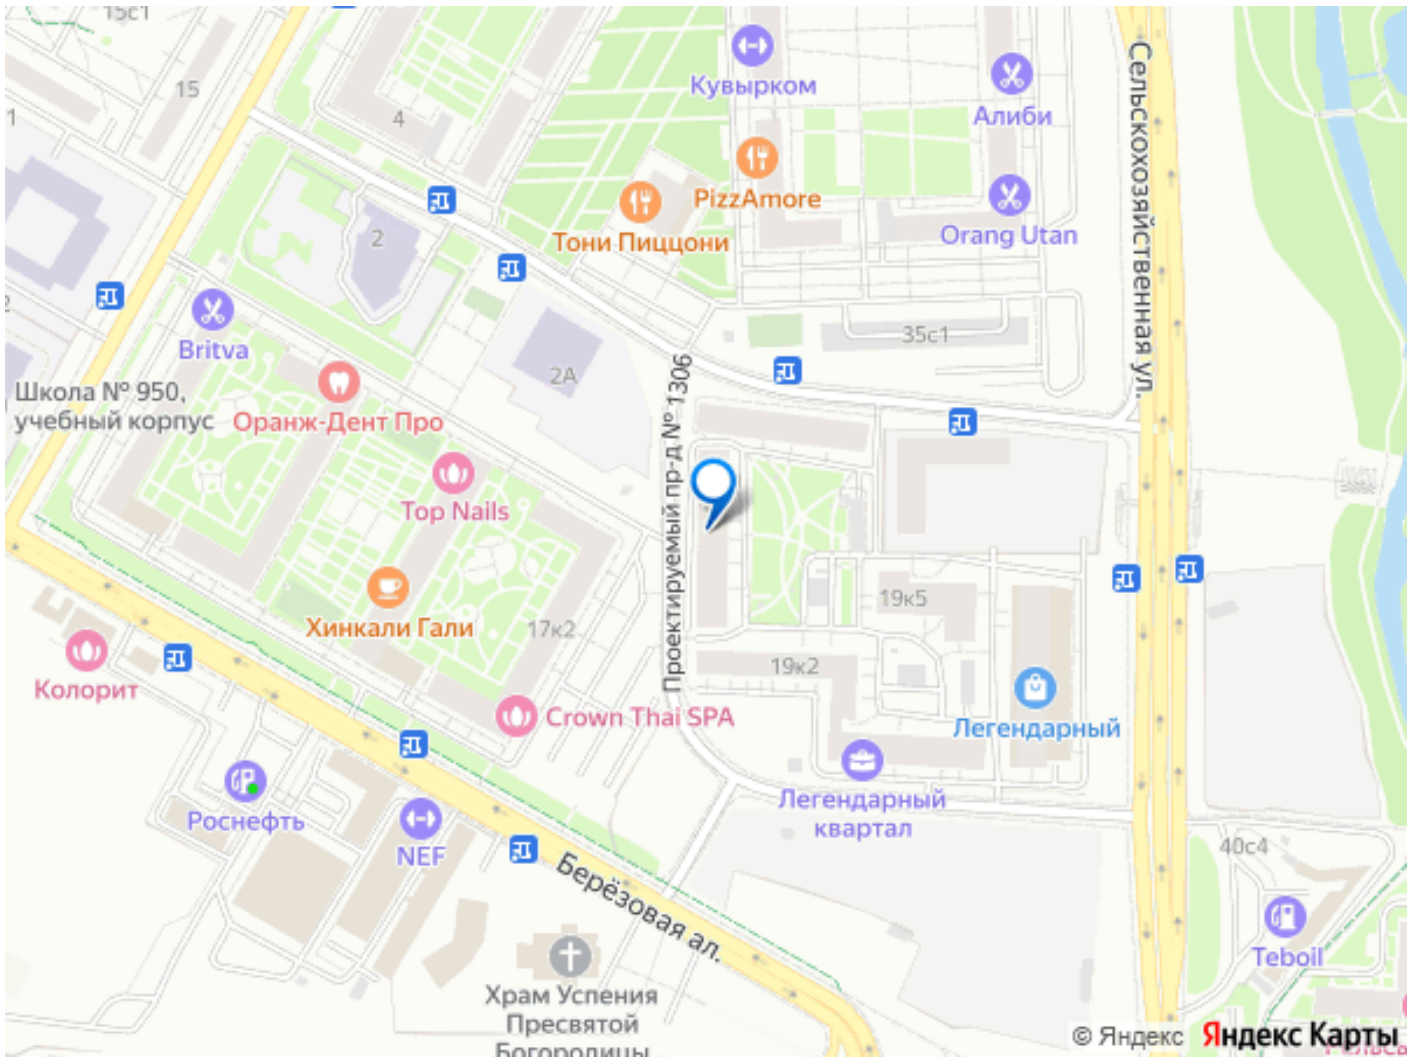 15с1
Кувырком
15
Алиби
4
1
Сельскохозяйственная ул.
PizzAmore
2
Тони Пиццони
Orang Utan
Britva
35с1
2А
Школа № 950,
учебный корпус
Оранж-Дент Про
Проектируемый пр-д № 1306
Top Nails
19к5
Хинкали Гали
17к2
19к2
Колорит
Crown Thai SPA
Легендарный
Роснефть
Легендарный
квартал
NEF
40с4
Берёзовая ал.
Teboil
Храм Успения
Пресвятой
Богородицы
© Яндекс Яндекс Карты